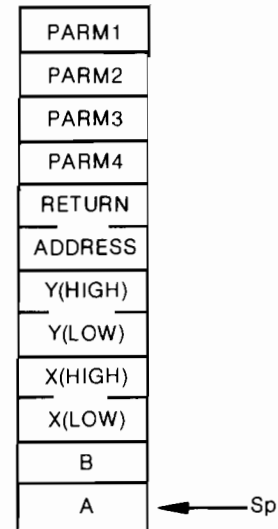 PARM1
PARM2
PARM3
PARM4
RETURN
ADDRESS
Y(HIGH)
Y(LOW)
X(HIGH)
X(LOW)
B
A Sp